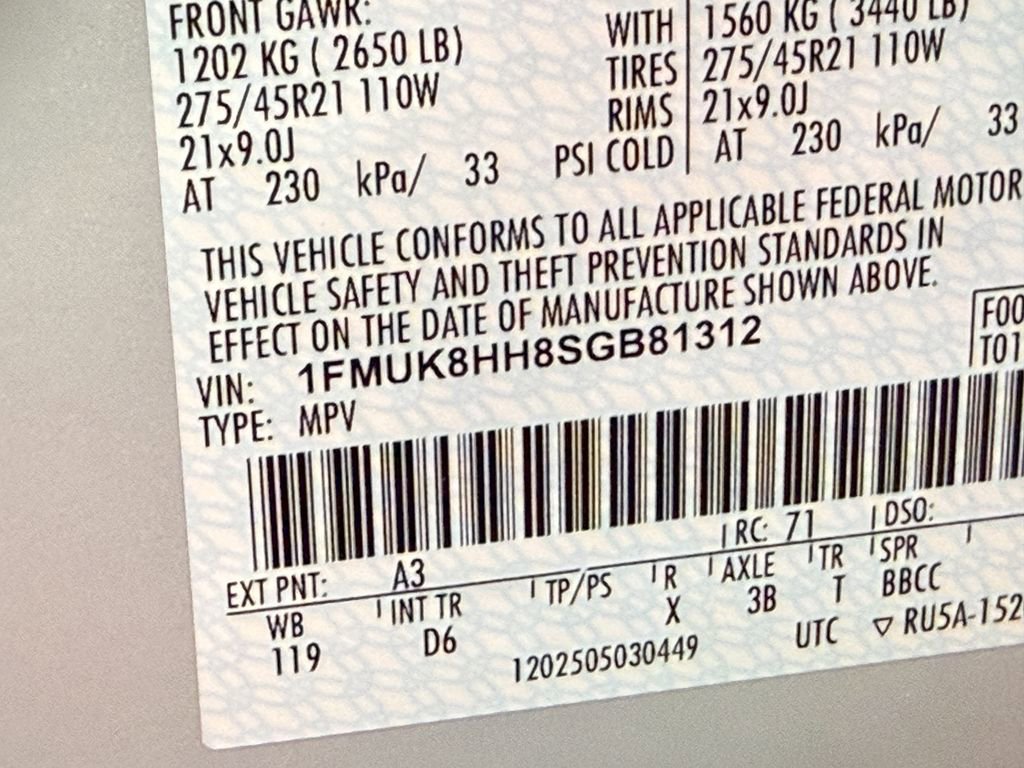 FRONT GAWR:
1202 KG ( 2650 LB)
275/45R21 110W
21x9.0J
AT 230 kPa/ 33 PSI COLD
WITH
TIRES
RIMS
1560 KG ( 3440 LB)
275/45R21 110W
21x9.0J
AT 230 kPa/ 33
THIS VEHICLE CONFORMS TO ALL APPLICABLE FEDERAL MOTOR
VEHICLE SAFETY AND THEFT PREVENTION STANDARDS IN
EFFECT ON THE DATE OF MANUFACTURE SHOWN ABOVE.
VIN: 1FMUK8HH8SGB81312
F00
T01
TYPE: MPV
EXT PNT: A3 RC: 71 DSO:
WB INT TR TP/PS R AXLE TR SPR
119 D6 X 3B T BBCC
1202505030449 UTC ▽ RU5A-152